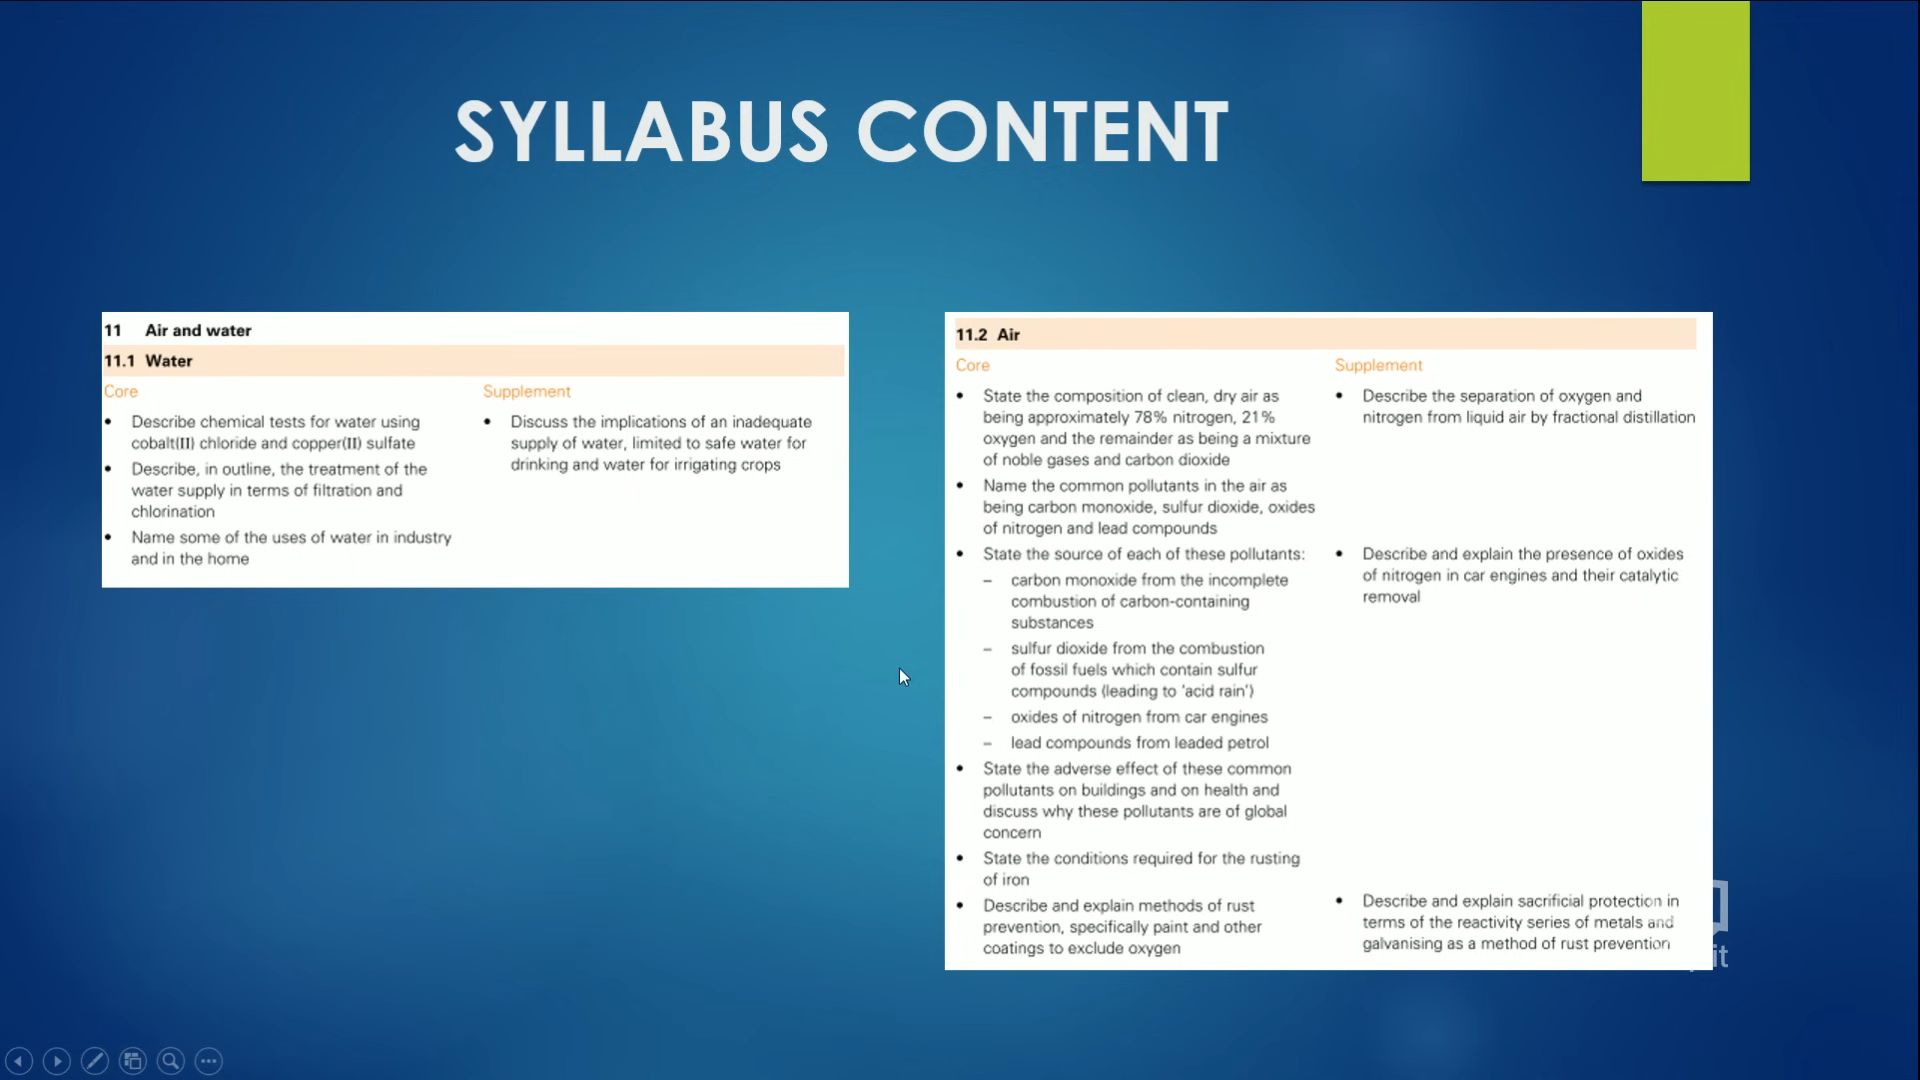 SYLLABUS CONTENT
11 Air and water
11.1 Water
Core
• Describe chemical tests for water using
cobalt(II) chloride and copper(II) sulfate
• Describe, in outline, the treatment of the
water supply in terms of filtration and
chlorination
• Name some of the uses of water in industry
and in the home
Supplement
• Discuss the implications of an inadequate
supply of water, limited to safe water for
drinking and water for irrigating crops
11.2 Air
Core
• State the composition of clean, dry air as
being approximately 78% nitrogen, 21%
oxygen and the remainder as being a mixture
of noble gases and carbon dioxide
• Name the common pollutants in the air as
being carbon monoxide, sulfur dioxide, oxides
of nitrogen and lead compounds
• State the source of each of these pollutants:
– carbon monoxide from the incomplete
combustion of carbon-containing
substances
– sulfur dioxide from the combustion
of fossil fuels which contain sulfur
compounds (leading to 'acid rain')
– oxides of nitrogen from car engines
– lead compounds from leaded petrol
• State the adverse effect of these common
pollutants on buildings and on health and
discuss why these pollutants are of global
concern
• State the conditions required for the rusting
of iron
• Describe and explain methods of rust
prevention, specifically paint and other
coatings to exclude oxygen
Supplement
• Describe the separation of oxygen and
nitrogen from liquid air by fractional distillation
• Describe and explain the presence of oxides
of nitrogen in car engines and their catalytic
removal
• Describe and explain sacrificial protection in
terms of the reactivity series of metals and
galvanising as a method of rust prevention